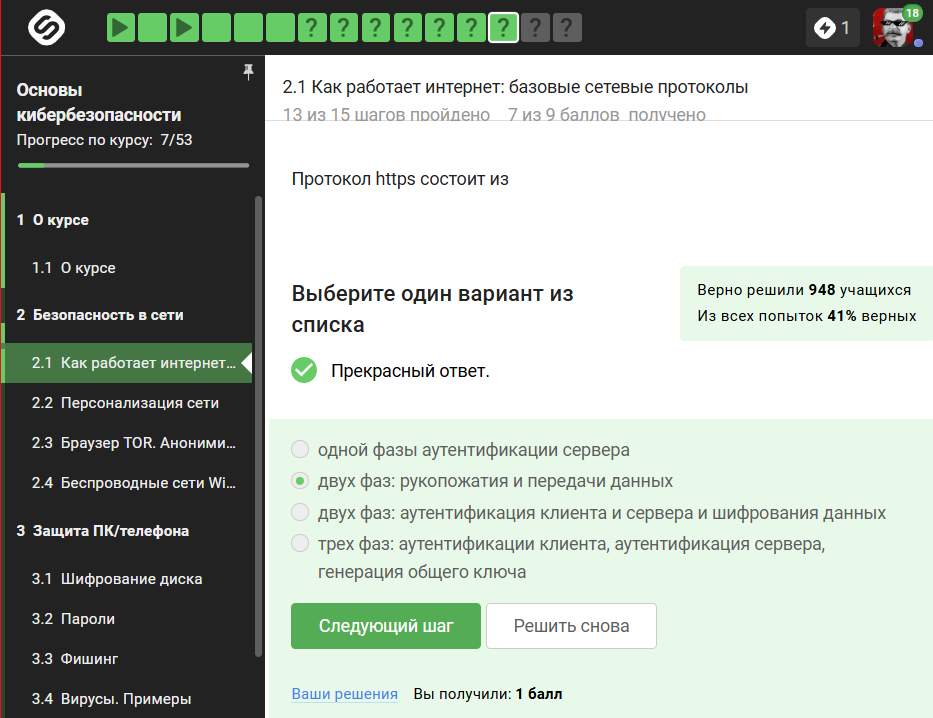 ? ? ? ? ? ? ? ? ?
1
18
Основы
кибербезопасности
Прогресс по курсу: 7/53
1 О курсе
1.1 О курсе
2 Безопасность в сети
2.1 Как работает интернет...
2.2 Персонализация сети
2.3 Браузер TOR. Аноними...
2.4 Беспроводные сети Wi...
3 Защита ПК/телефона
3.1 Шифрование диска
3.2 Пароли
3.3 Фишинг
3.4 Вирусы. Примеры
2.1 Как работает интернет: базовые сетевые протоколы
13 из 15 шагов пройдено 7 из 9 баллов получено
Протокол https состоит из
Выберите один вариант из
списка
Верно решили 948 учащихся
Из всех попыток 41% верных
Прекрасный ответ.
одной фазы аутентификации сервера
двух фаз: рукопожатия и передачи данных
двух фаз: аутентификация клиента и сервера и шифрования данных
трех фаз: аутентификации клиента, аутентификация сервера,
генерация общего ключа
Следующий шаг
Решить снова
Ваши решения Вы получили: 1 балл